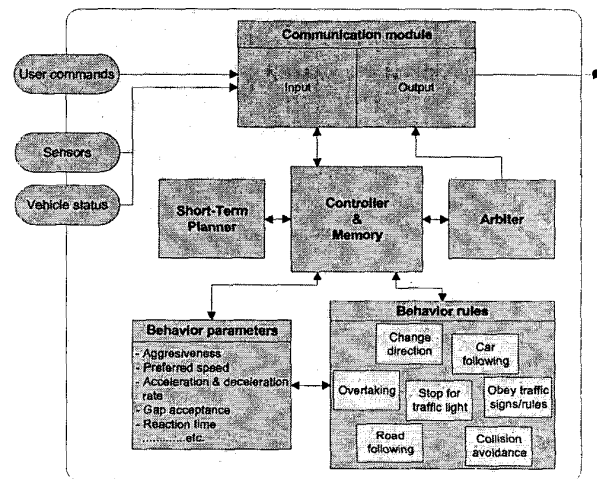 Communication module
User commands
Input
Output
Sensors
Vehicle status
Short-Term
Planner
Controller
&
Memory
Arbiter
Behavior parameters
- Aggresiveness
- Preferred speed
- Acceleration & deceleration
rate
- Gap acceptance
- Reaction time
.............etc.
Behavior rules
Change
direction
Car
following
Overtaking
Stop for
traffic light
Obey traffic
signs/rules
Road
following
Collision
avoidance